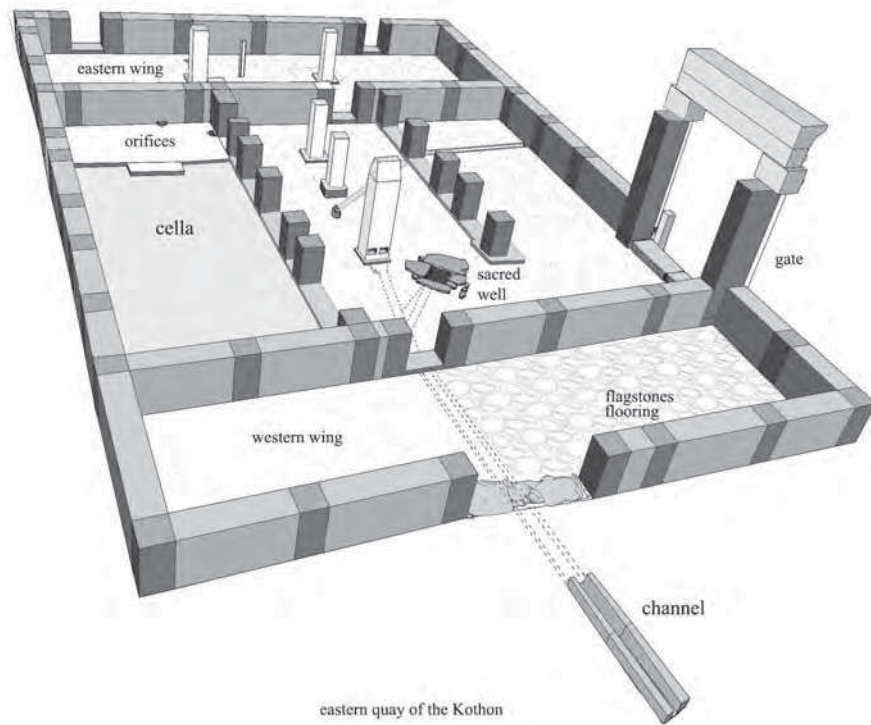 eastern wing
orifices
cella
sacred
well
gate
flagstones
flooring
western wing
channel
eastern quay of the Kothon